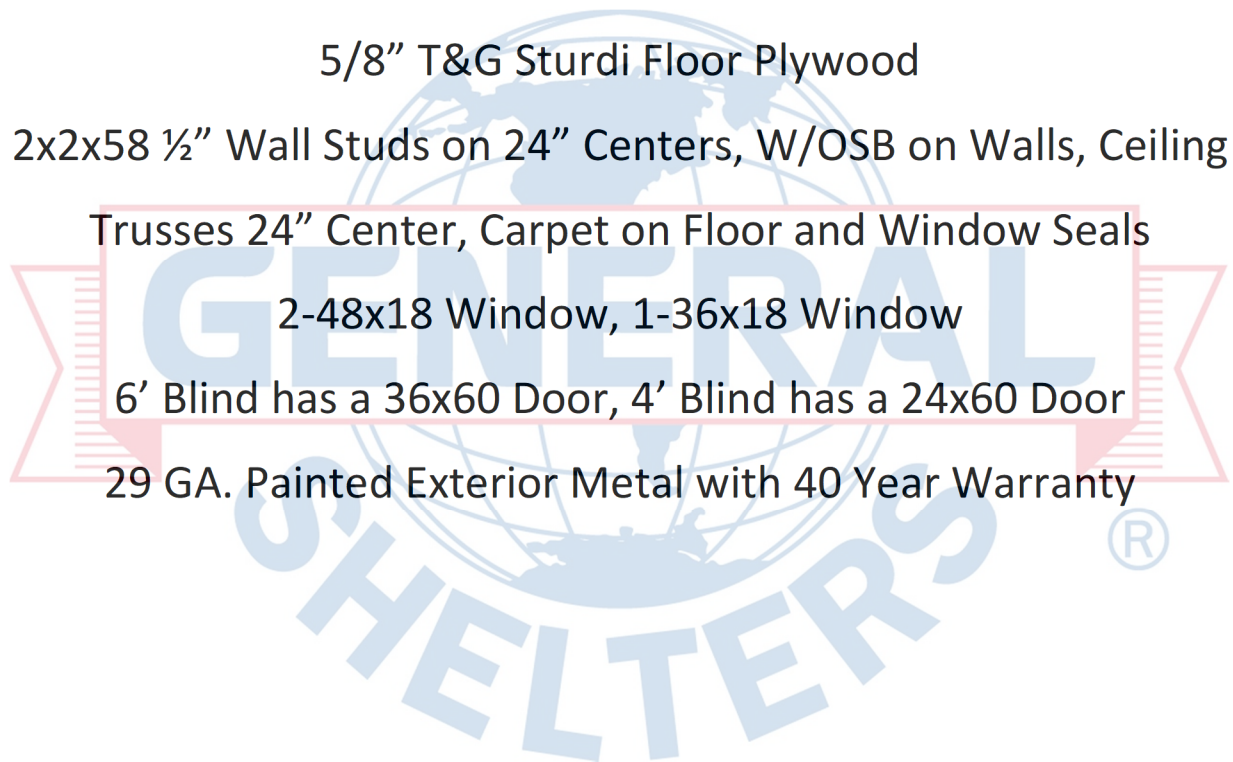 5/8” T&G Sturdi Floor Plywood
2x2x58 ½” Wall Studs on 24” Centers, W/OSB on Walls, Ceiling
Trusses 24” Center, Carpet on Floor and Window Seals
GENERAL
2-48x18 Window, 1-36x18 Window
6’ Blind has a 36x60 Door, 4’ Blind has a 24x60 Door
29 GA. Painted Exterior Metal with 40 Year Warranty
SHELTERS ®